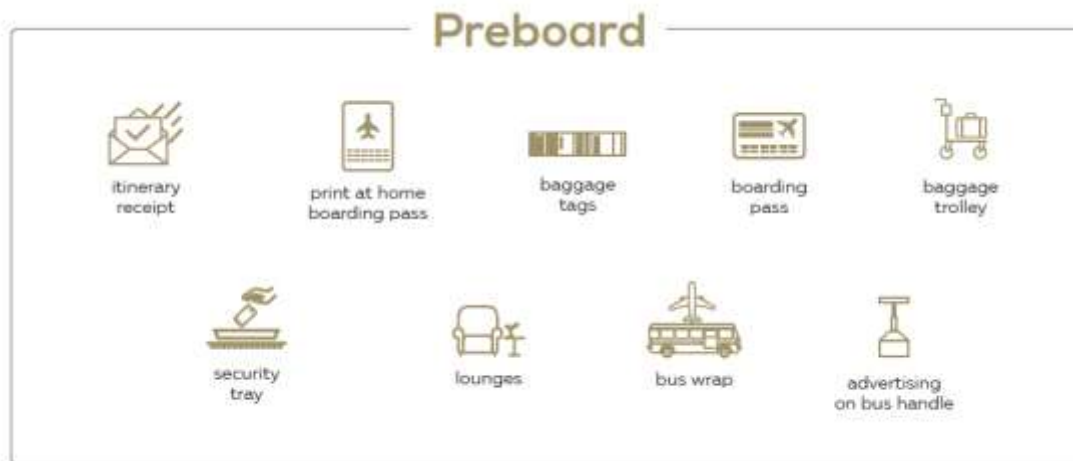 Preboard
itinerary
receipt
print at home
boarding pass
baggage
tags
boarding
pass
baggage
trolley
security
tray
lounges
bus wrap
advertising
on bus handle